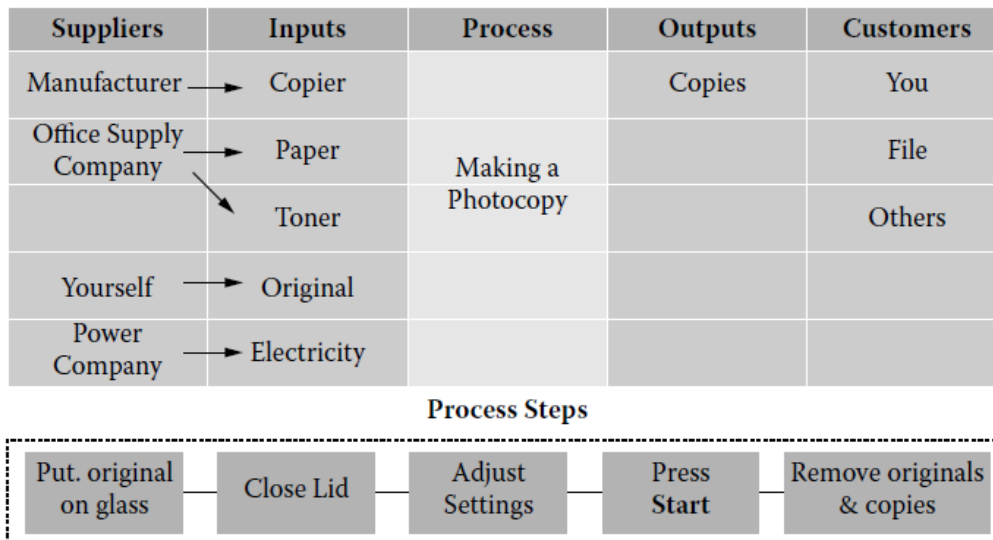 Suppliers Inputs Process Outputs Customers
Manufacturer Copier Copies You
Office Supply
Company
Paper
File
Making a
Photocopy
Toner
Others
Yourself Original
Power
Company
Electricity
Process Steps
Put. original
on glass
Close Lid
Adjust
Settings
Press
Start
Remove originals
& copies